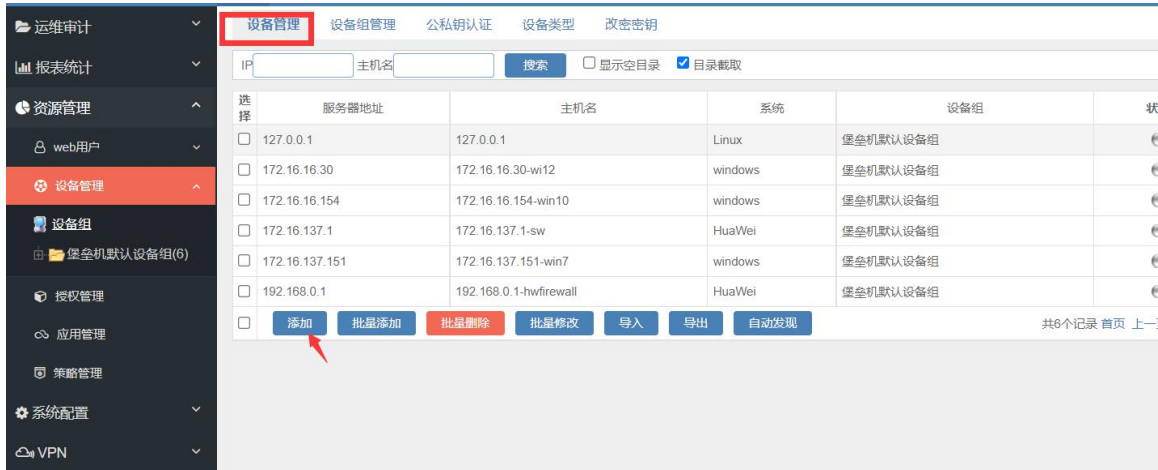 运维审计
报表统计
资源管理
web用户
设备管理
设备组
堡垒机默认设备组(6)
授权管理
应用管理
策略管理
系统配置
VPN
设备管理 设备组管理 公私钥认证 设备类型 改密密钥
IP 主机名 搜索 显示空目录 目录截取
选择 服务器地址 主机名 系统 设备组
127.0.0.1 127.0.0.1 Linux 堡垒机默认设备组
172.16.16.30 172.16.16.30-wi12 windows 堡垒机默认设备组
172.16.16.154 172.16.16.154-win10 windows 堡垒机默认设备组
172.16.137.1 172.16.137.1-sw HuaWei 堡垒机默认设备组
172.16.137.151 172.16.137.151-win7 windows 堡垒机默认设备组
192.168.0.1 192.168.0.1-hwfirewall HuaWei 堡垒机默认设备组
添加 批量添加 批量删除 批量修改 导入 导出 自动发现 共6个记录 首页 上一